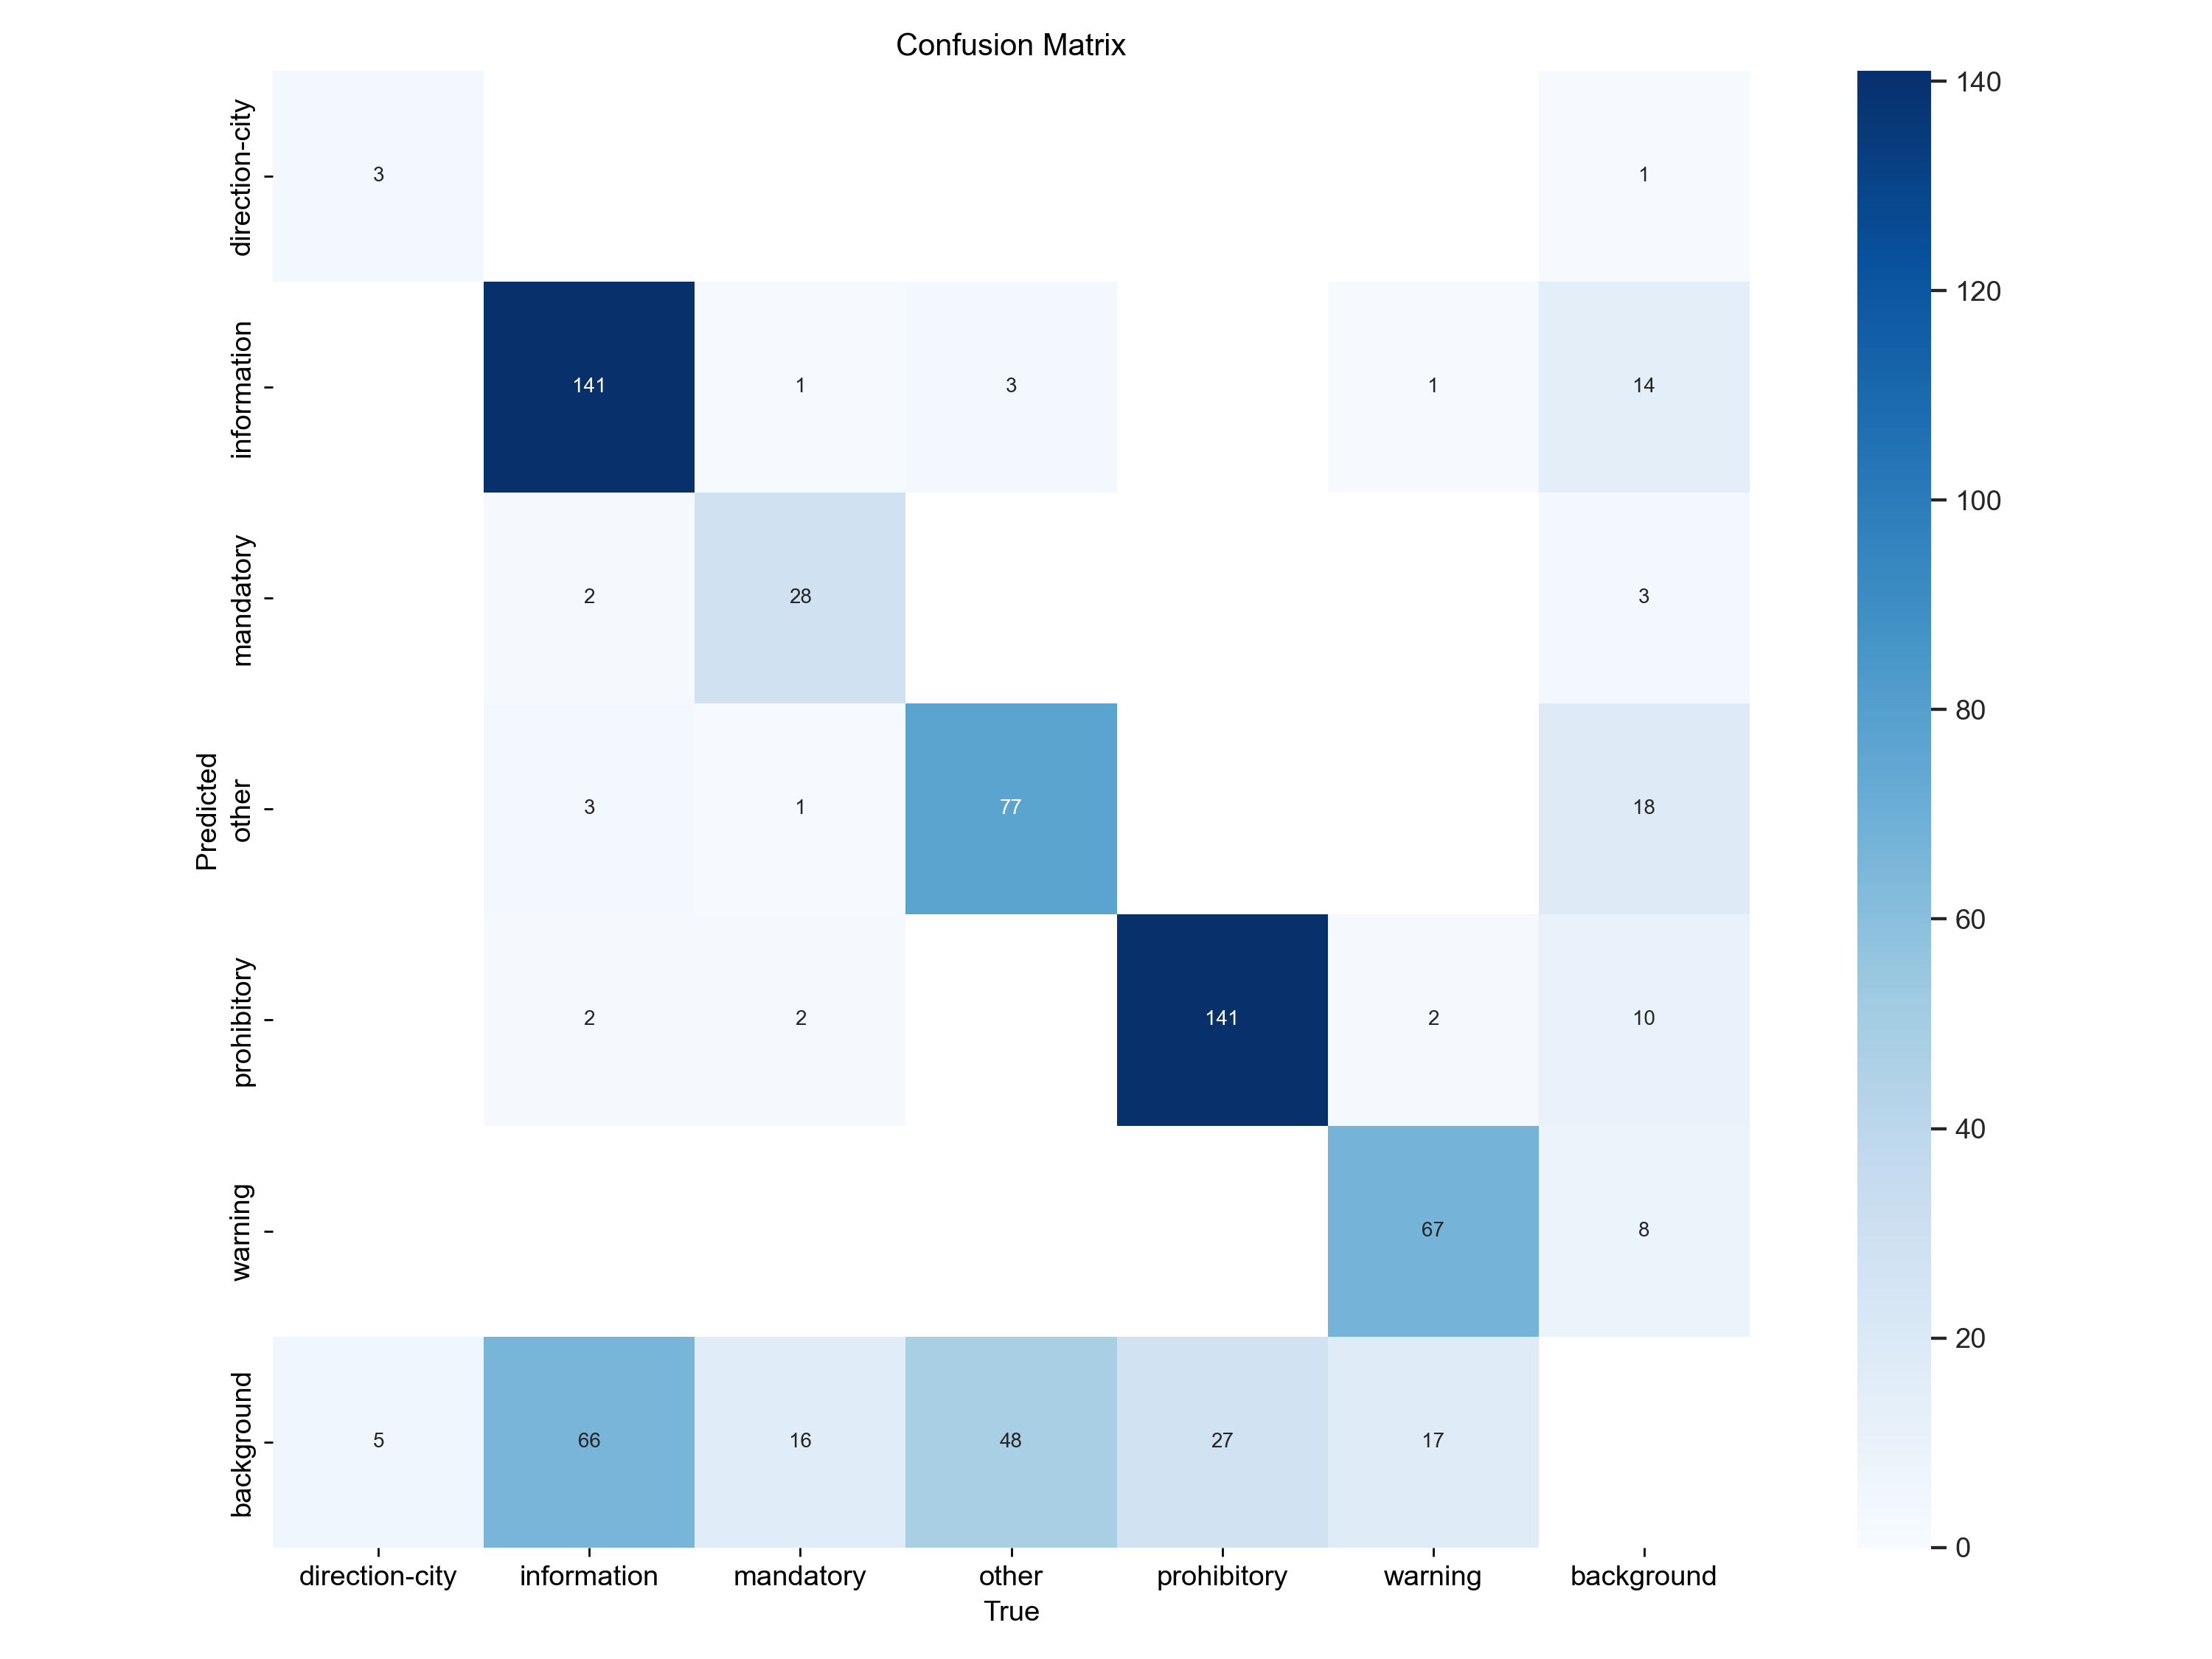 Confusion Matrix
Predicted
direction-city
3
1
information
141
1
3
1
14
mandatory
2
28
3
other
3
1
77
18
prohibitory
2
2
141
2
10
warning
67
8
background
5
66
16
48
27
17
direction-city
information
mandatory
other
prohibitory
warning
background
True
140
120
100
80
60
40
20
0